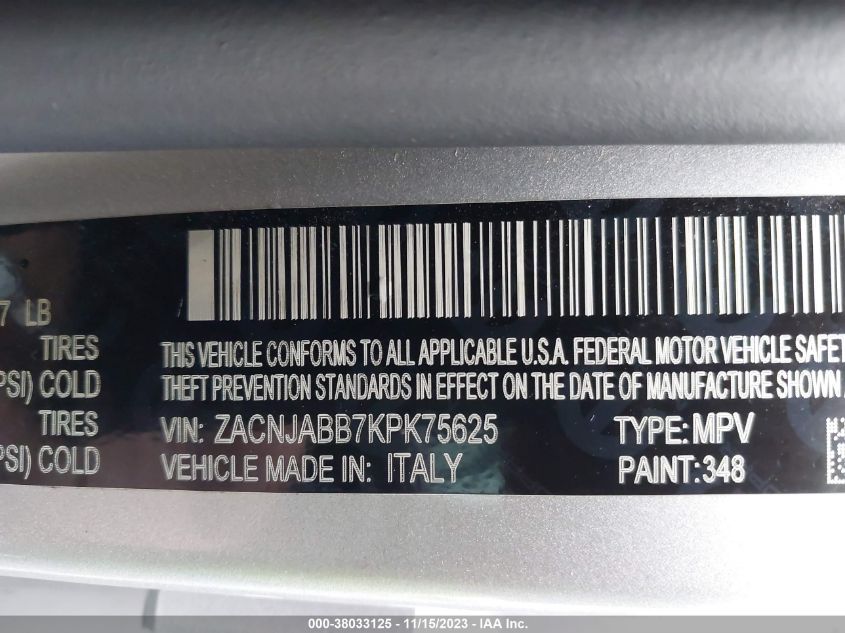 7 LB
TIRES
PSI) COLD
TIRES
PSI) COLD
THIS VEHICLE CONFORMS TO ALL APPLICABLE U.S.A. FEDERAL MOTOR VEHICLE SAFET
THEFT PREVENTION STANDARDS IN EFFECT ON THE DATE OF MANUFACTURE SHOWN
VIN: ZACNJABB7KPK75625 TYPE: MPV
VEHICLE MADE IN: ITALY PAINT: 348
000-38033125 - 11/15/2023 - IAA Inc.